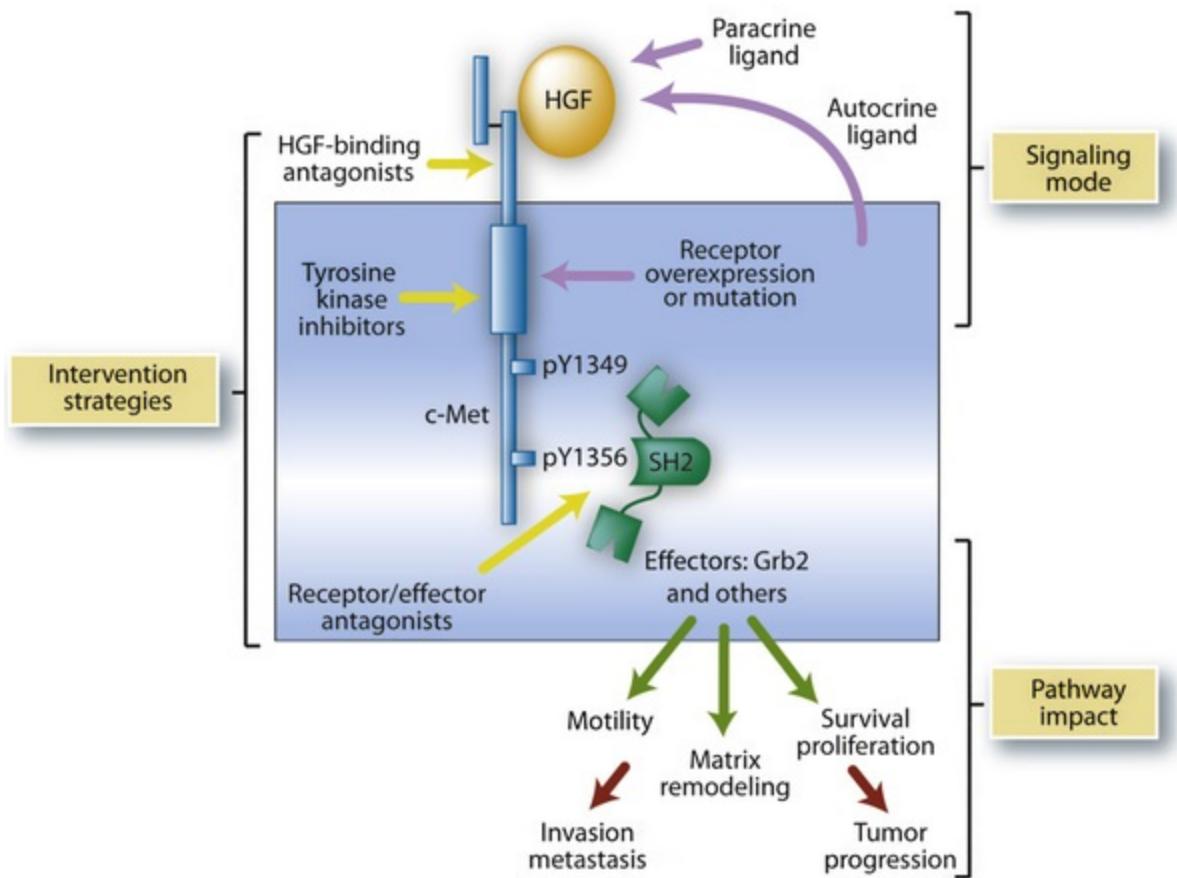 Paracrine
ligand
HGF
Autocrine
ligand
Signaling
mode
HGF-binding
antagonists
Receptor
overexpression
or mutation
Tyrosine
kinase
inhibitors
Intervention
strategies
pY1349
c-Met
pY1356
SH2
Effectors: Grb2
and others
Receptor/effector
antagonists
Pathway
impact
Motility
Matrix
remodeling
Survival
proliferation
Invasion
metastasis
Tumor
progression